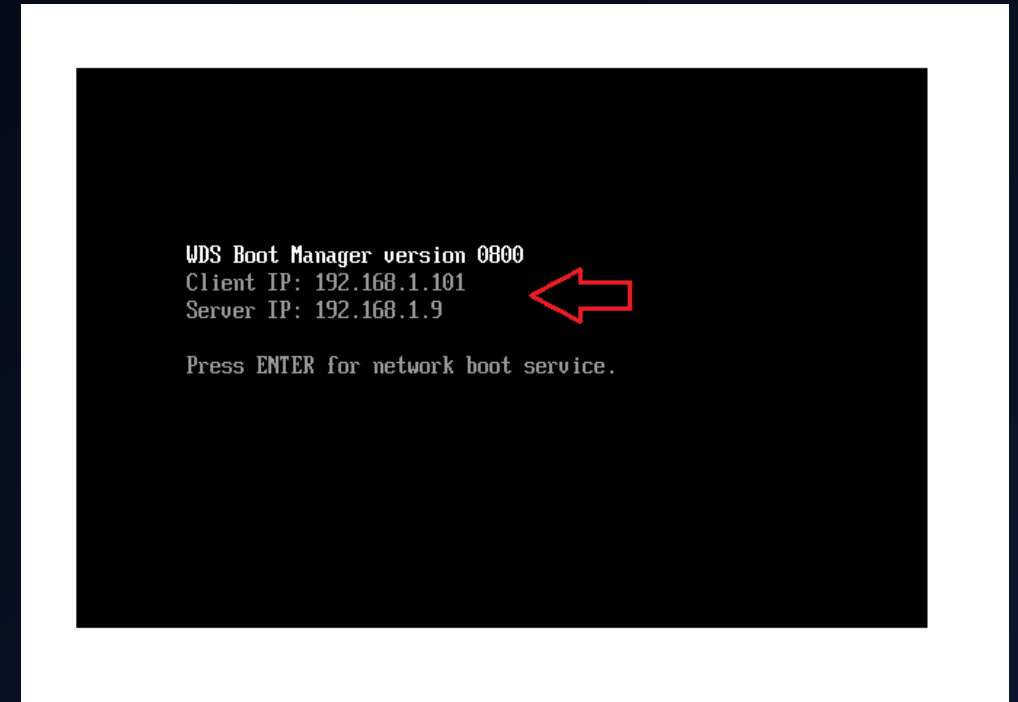 WDS Boot Manager version 0800
Client IP: 192.168.1.101
Server IP: 192.168.1.9
Press ENTER for network boot service.